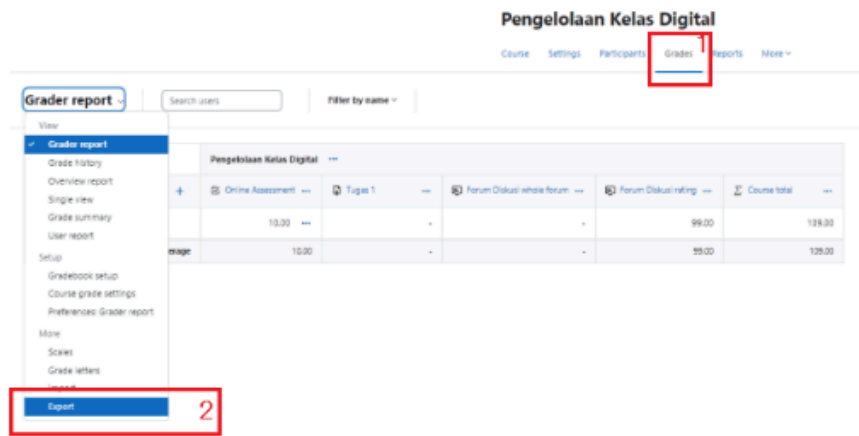 Pengelolaan Kelas Digital
Course Settings Participants Grades Reports More
1
Grader report Search users Filter by name
View
Grader report
Grade history
Overview report
Single view
Grade summary
User report
Setup
Gradebook setup
Course grade settings
Preferences: Grader report
More
Scales
Grade letters
Import
Export
2
Pengelolaan Kelas Digital ...
+ Online Assessment ... Tugas 1 ... Forum Diskusi whole forum ... Forum Diskusi rating ... Σ Course total ...
10.00 ... - - 99.00 109.00
erage 10.00 - - 99.00 109.00